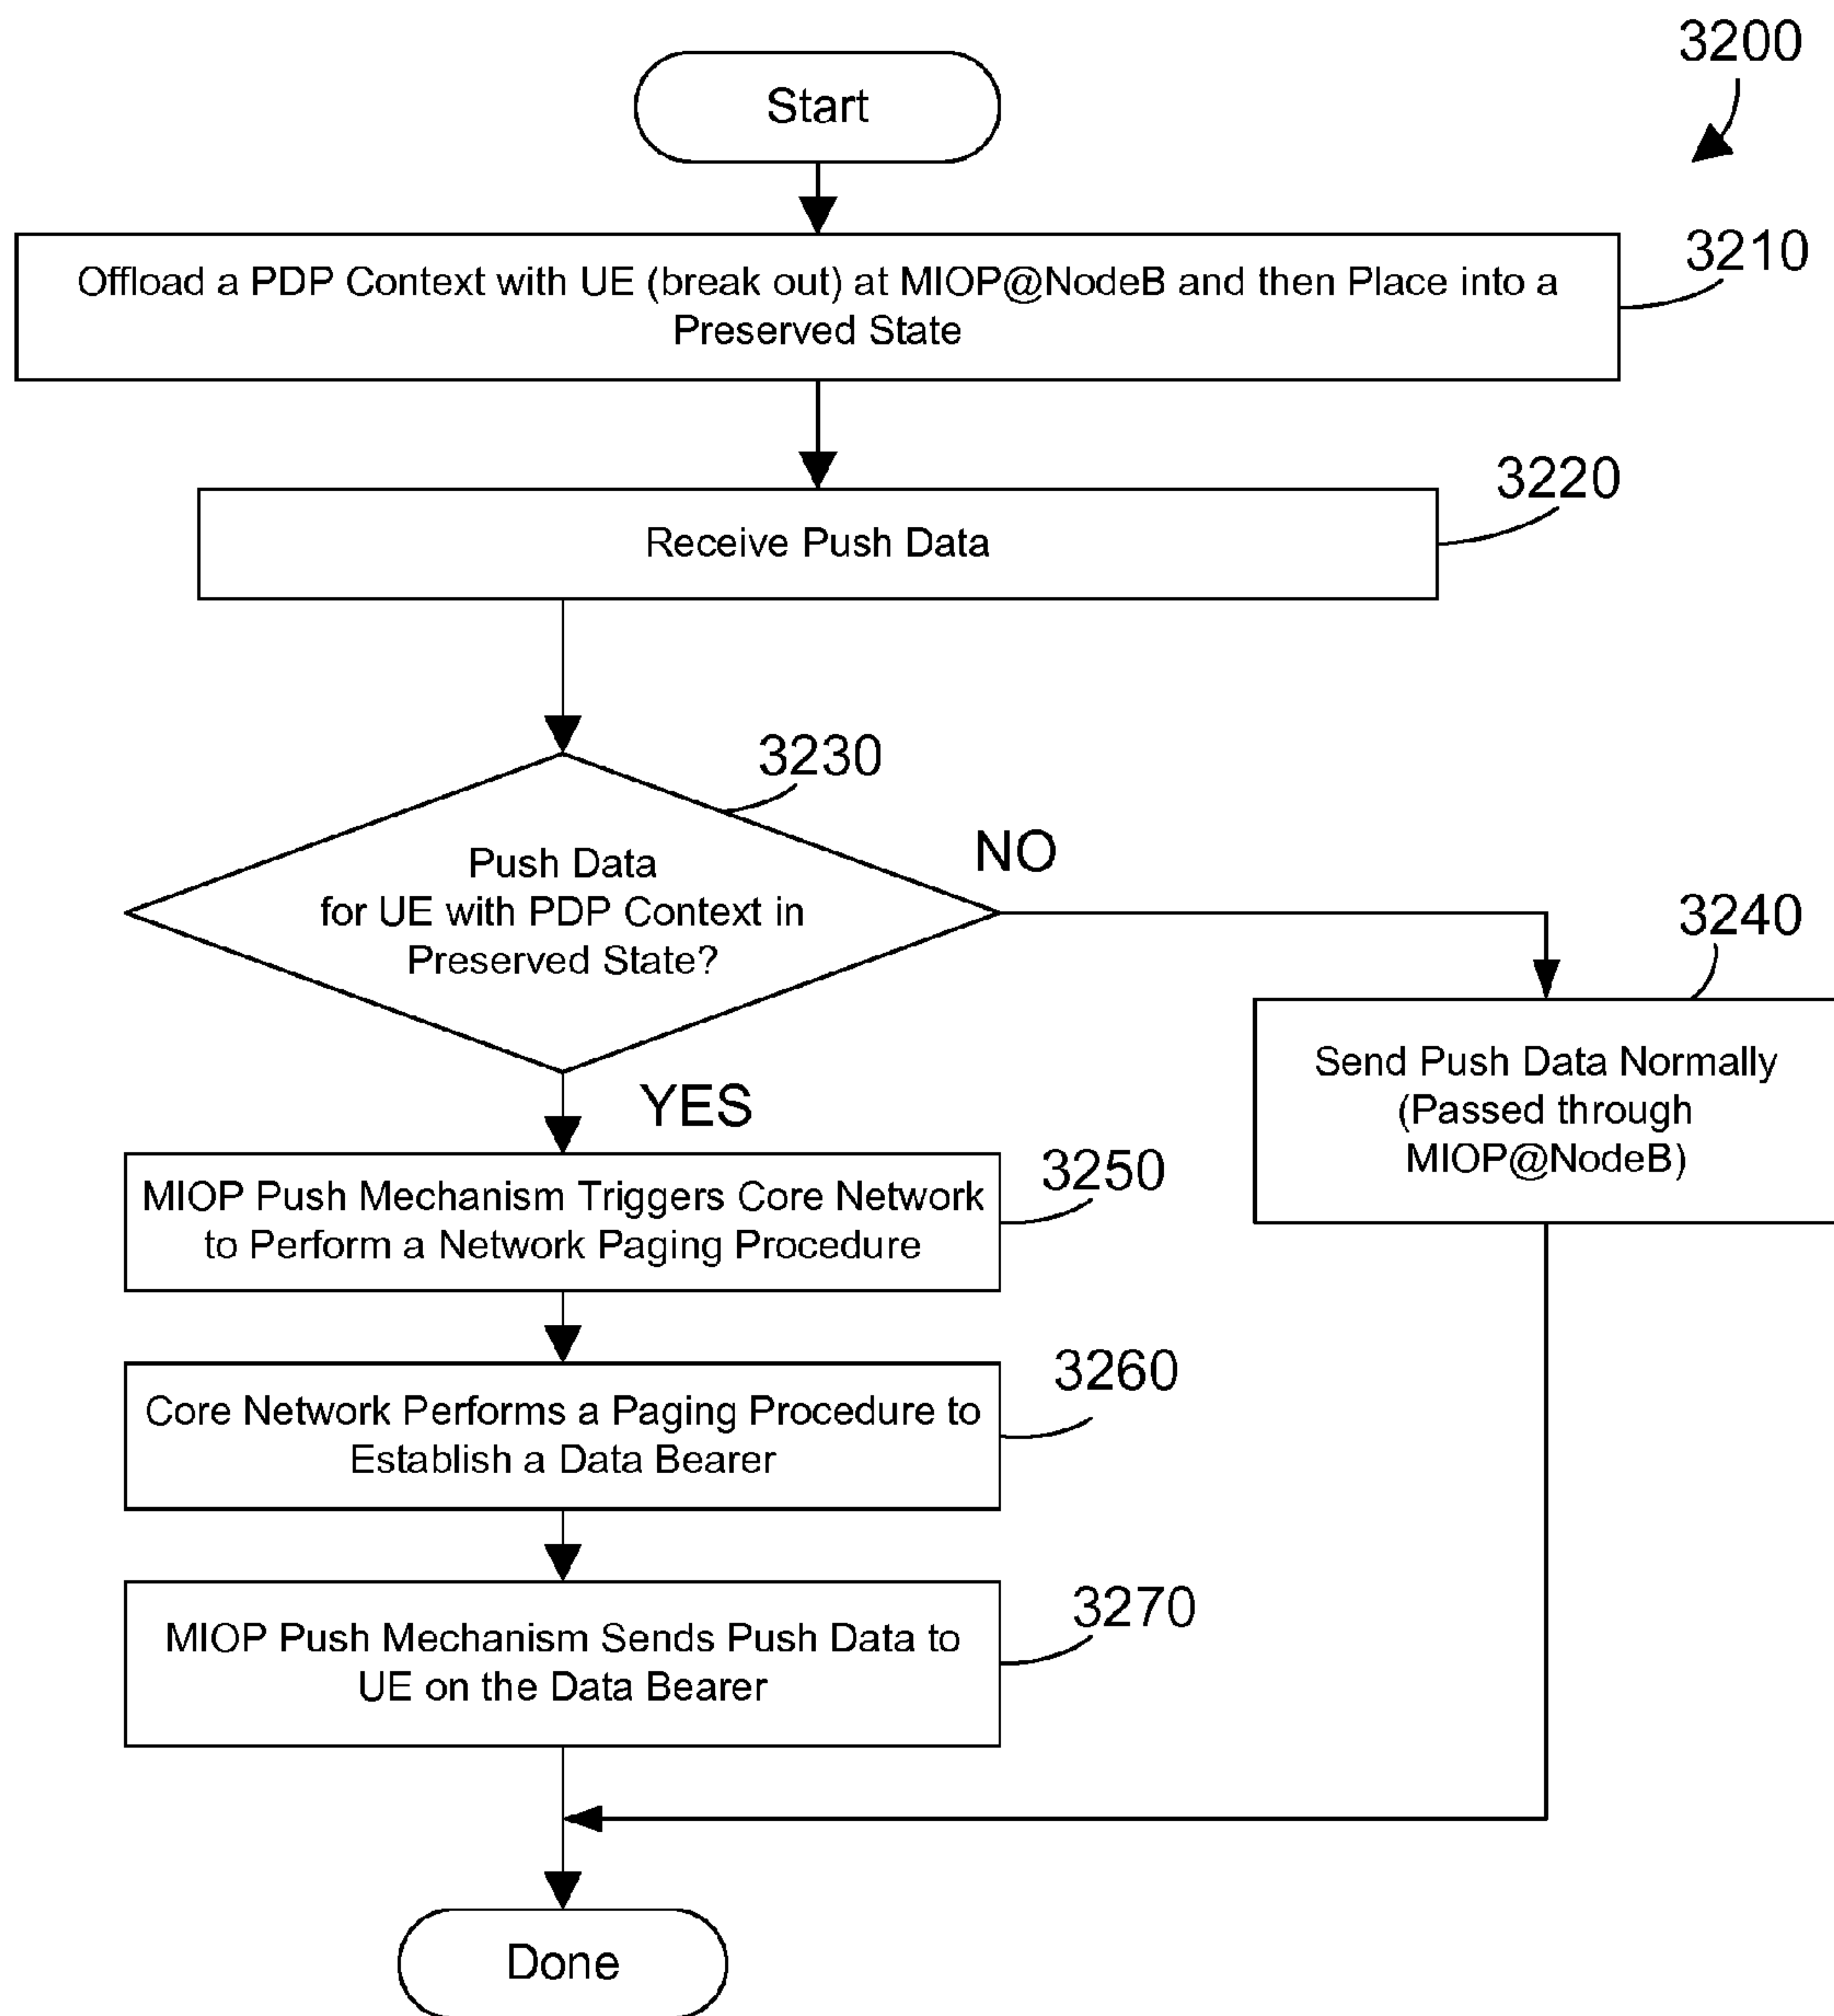 3200
Start
3210
Offload a PDP Context with UE (break out) at MIOP@NodeB and then Place into a
Preserved State
3220
Receive Push Data
3230
Push Data
for UE with PDP Context in
Preserved State?
NO
3240
Send Push Data Normally
(Passed through
MIOP@NodeB)
YES
3250
MIOP Push Mechanism Triggers Core Network
to Perform a Network Paging Procedure
3260
Core Network Performs a Paging Procedure to
Establish a Data Bearer
3270
MIOP Push Mechanism Sends Push Data to
UE on the Data Bearer
Done